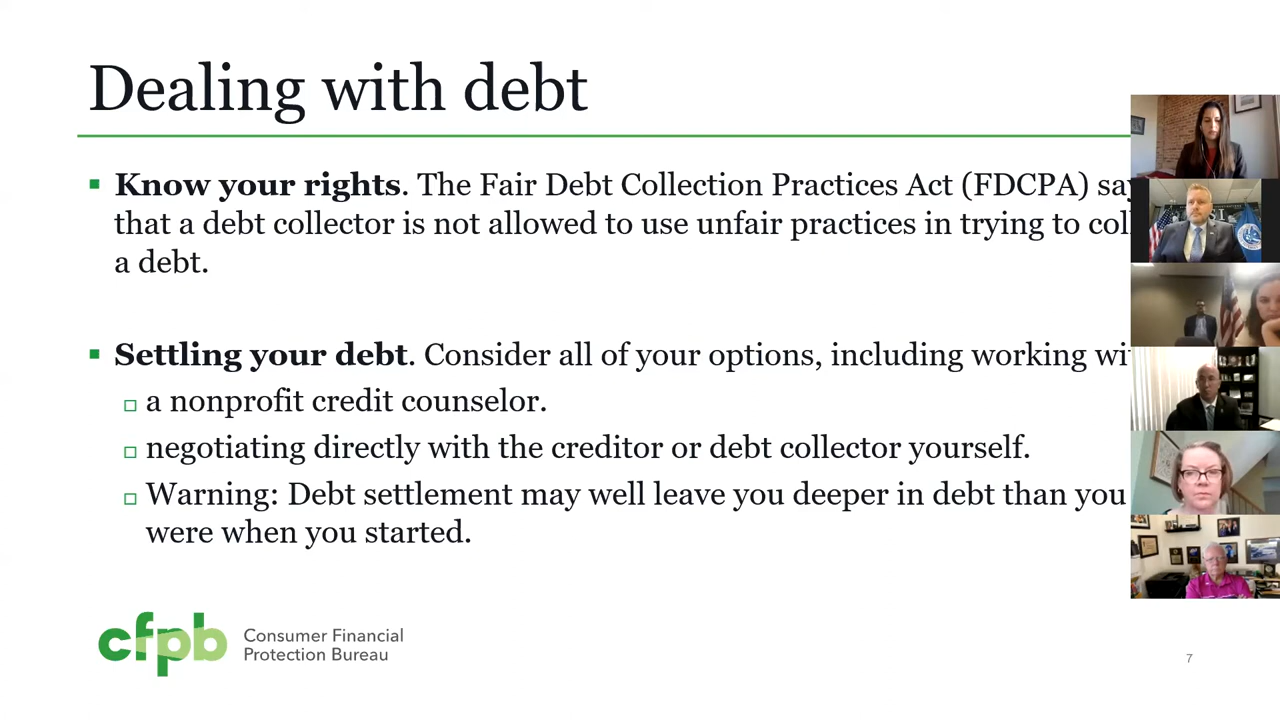 Dealing with debt
Know your rights. The Fair Debt Collection Practices Act (FDCPA)
that a debt collector is not allowed to use unfair practices in trying to
a debt.
Settling your debt. Consider all of your options, including working
a nonprofit credit counselor.
negotiating directly with the creditor or debt collector yourself.
Warning: Debt settlement may well leave you deeper in debt than you
were when you started.
cfpb
Consumer Financial
Protection Bureau
7